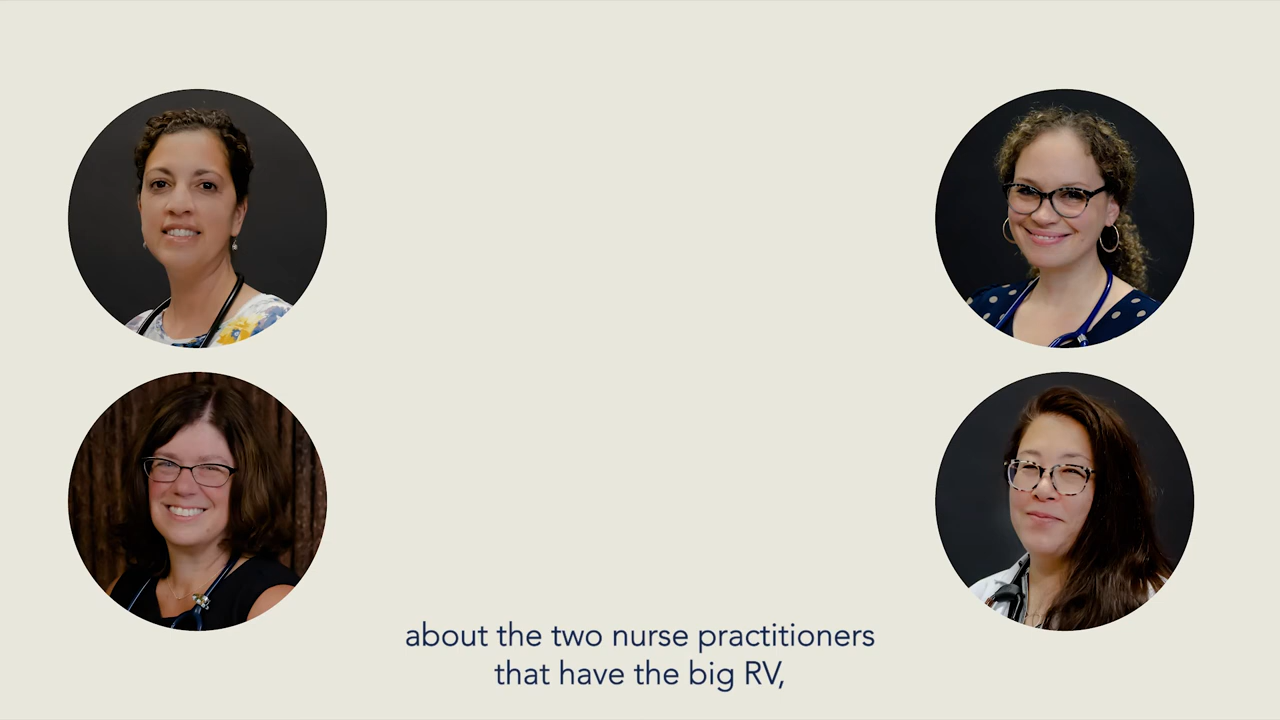 about the two nurse practitioners
that have the big RV,